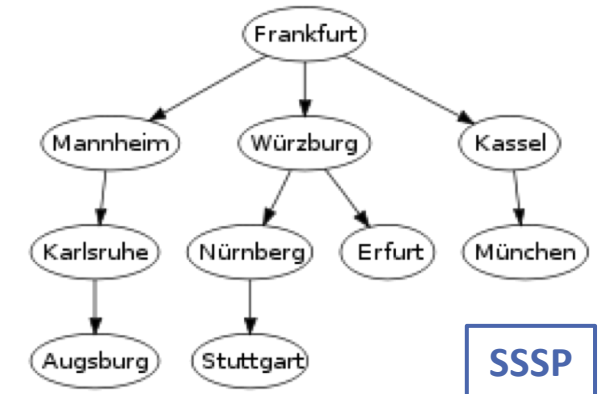 Frankfurt
Mannheim Würzburg Kassel
Karlsruhe Nürnberg Erfurt München
Augsburg Stuttgart
SSSP